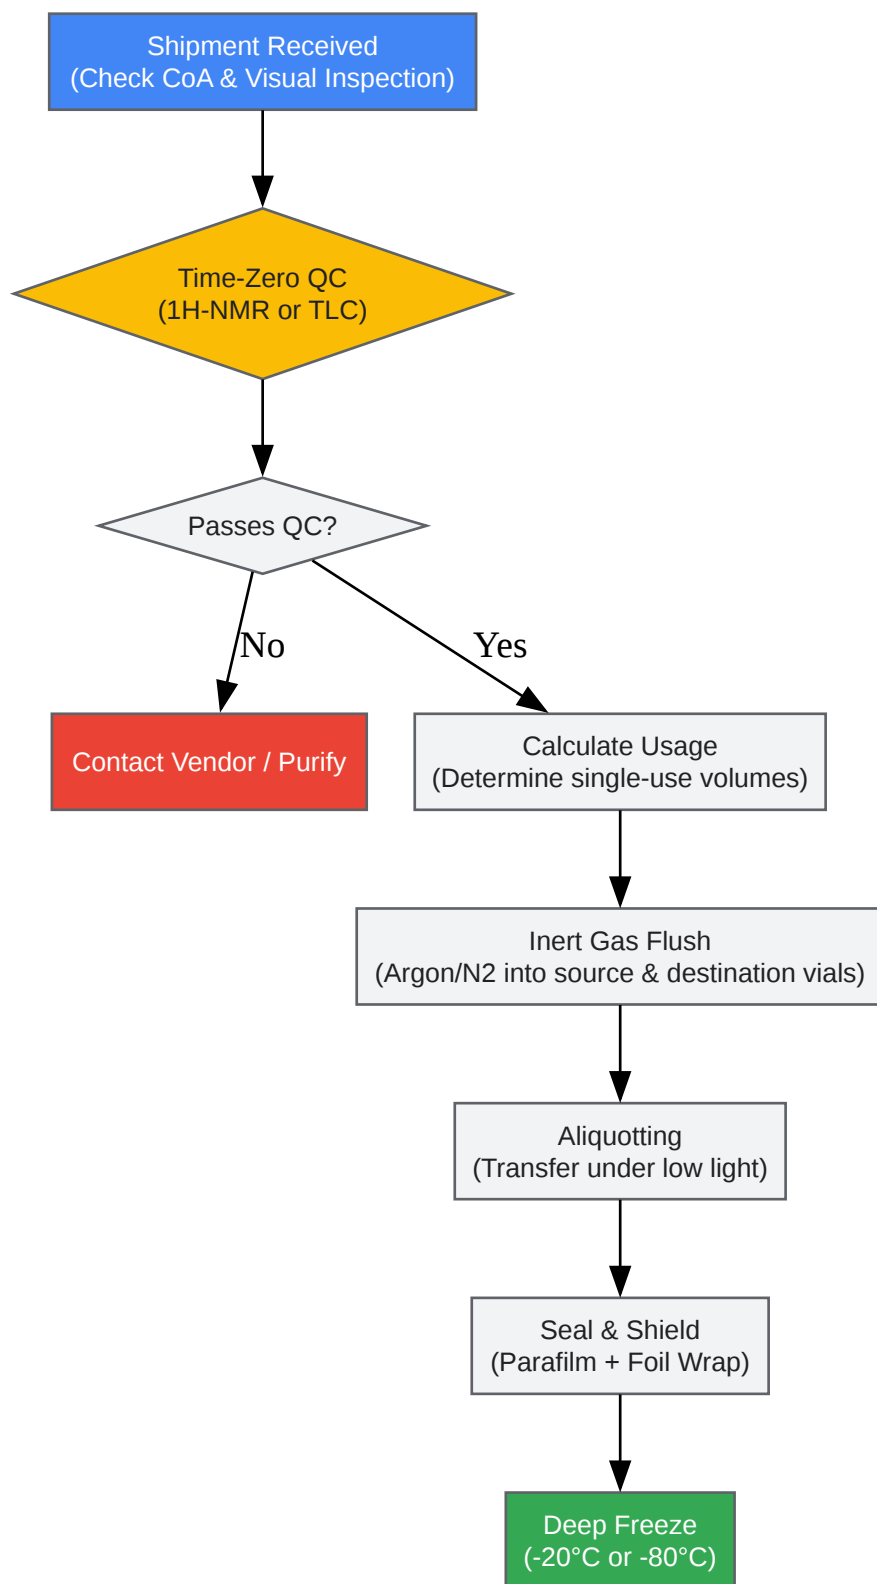 Shipment Received
(Check CoA & Visual Inspection)
Time-Zero QC
(1H-NMR or TLC)
Passes QC?
No
Yes
Contact Vendor / Purify
Calculate Usage
(Determine single-use volumes)
Inert Gas Flush
(Argon/N2 into source & destination vials)
Aliquotting
(Transfer under low light)
Seal & Shield
(Parafilm + Foil Wrap)
Deep Freeze
(-20°C or -80°C)